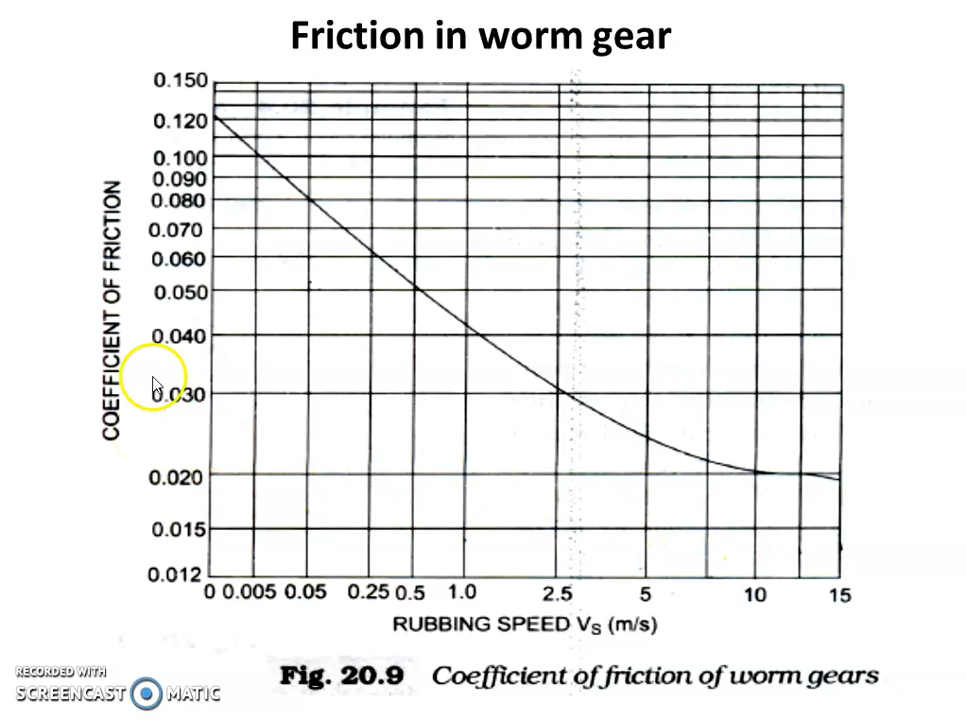 Friction in worm gear
0.150
0.120
0.100
0.090
0.080
0.070
0.060
0.050
0.040
0.030
0.020
0.015
0.012
COEFFICIENT OF FRICTION
0 0.005 0.05 0.25 0.5 1.0 2.5 5 10 15
RUBBING SPEED VS (m/s)
Fig. 20.9 Coefficient of friction of worm gears
RECORDED WITH
SCREENCAST MATIC